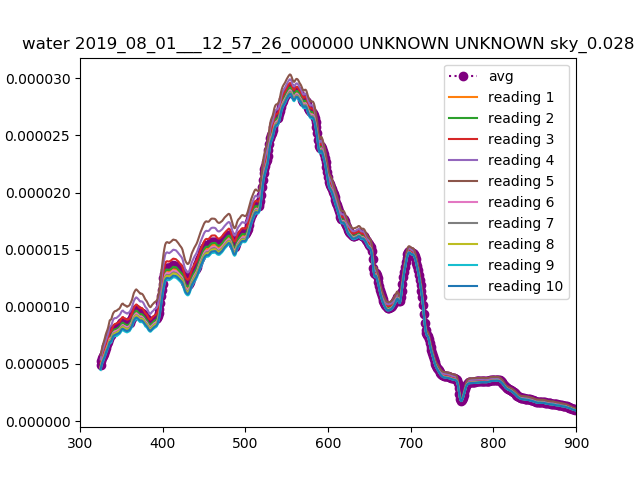 water 2019_08_01___12_57_26_000000 UNKNOWN UNKNOWN sky_0.028
0.000030
0.000025
0.000020
0.000015
0.000010
0.000005
0.000000
300 400 500 600 700 800 900
avg
reading 1
reading 2
reading 3
reading 4
reading 5
reading 6
reading 7
reading 8
reading 9
reading 10